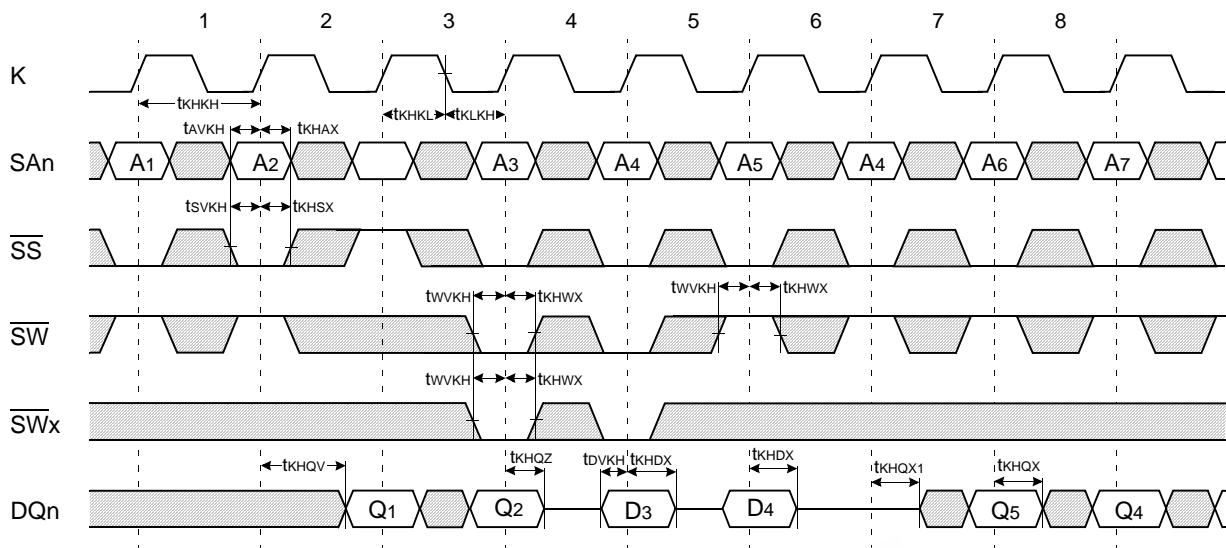 1 2 3 4 5 6 7 8
K
tKHKH tKHKL tKLKH
tAVKH tKHAX
SAn A1 A2 A3 A4 A5 A4 A6 A7
tSVKH tKHSX
SS
tWVKH tKHWX tWVKH tKHWX
SW
tWVKH tKHWX
SWx
tKHQV tKHQZ tDVKH tKHDX tKHDX tKHQX1 tKHQX
DQn Q1 Q2 D3 D4 Q5 Q4